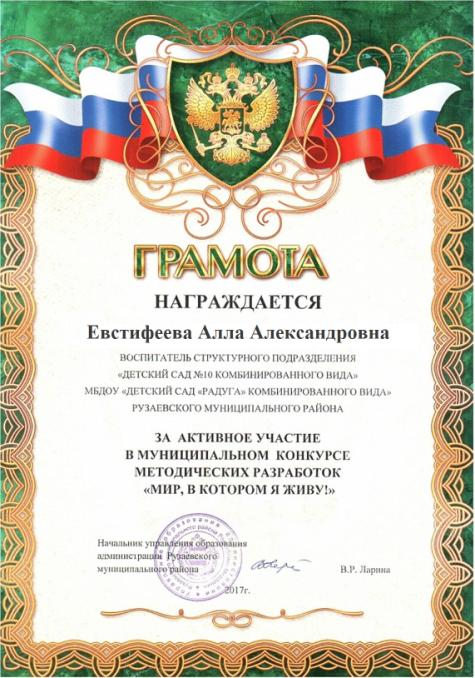 ГРАМОТА
НАГРАЖДАЕТСЯ
Евстифеева Алла Александровна
ВОСПИТАТЕЛЬ СТРУКТУРНОГО ПОДРАЗДЕЛЕНИЯ
«ДЕТСКИЙ САД №10 КОМБИНИРОВАННОГО ВИДА»
МБДОУ «ДЕТСКИЙ САД «РАДУГА» КОМБИНИРОВАННОГО ВИДА»
РУЗАЕВСКОГО МУНИЦИПАЛЬНОГО РАЙОНА
ЗА АКТИВНОЕ УЧАСТИЕ
В МУНИЦИПАЛЬНОМ КОНКУРСЕ
МЕТОДИЧЕСКИХ РАЗРАБОТОК
«МИР, В КОТОРОМ Я ЖИВУ!»
Начальник управления образования
администрации Рузаевского
муниципального района В.Р. Ларина
2017г.